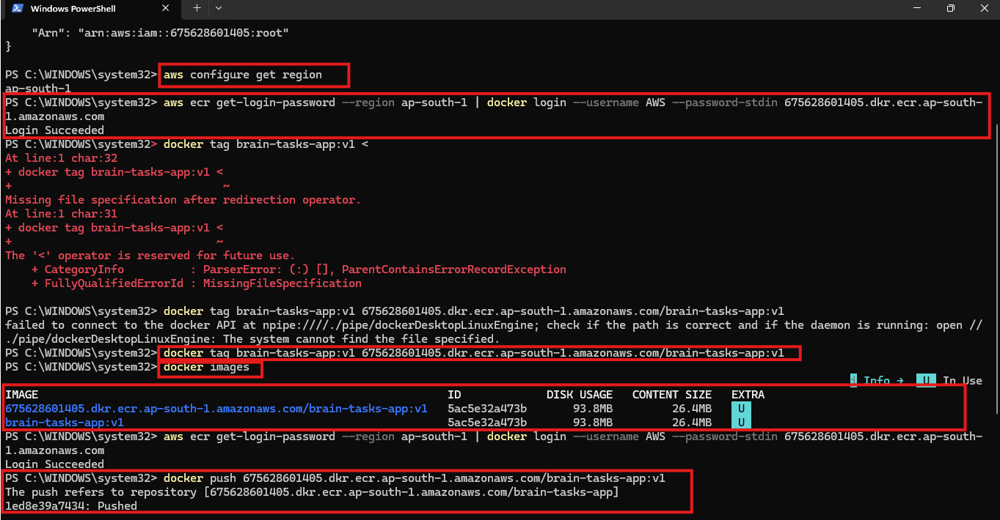 Windows PowerShell
"Arn": "arn:aws:iam::675628601405:root"
}
PS C:\WINDOWS\system32> aws configure get region
ap-south-1
PS C:\WINDOWS\system32> aws ecr get-login-password --region ap-south-1 | docker login --username AWS --password-stdin 675628601405.dkr.ecr.ap-south-
1.amazonaws.com
Login Succeeded
PS C:\WINDOWS\system32> docker tag brain-tasks-app:v1 <
At line:1 char:32
+ docker tag brain-tasks-app:v1 <
+                                ~
Missing file specification after redirection operator.
At line:1 char:31
+ docker tag brain-tasks-app:v1 <
+                               ~
The '<' operator is reserved for future use.
    + CategoryInfo          : ParserError: (:) [], ParentContainsErrorRecordException
    + FullyQualifiedErrorId : MissingFileSpecification
PS C:\WINDOWS\system32> docker tag brain-tasks-app:v1 675628601405.dkr.ecr.ap-south-1.amazonaws.com/brain-tasks-app:v1
failed to connect to the docker API at npipe:////./pipe/dockerDesktopLinuxEngine; check if the path is correct and if the daemon is running: open //
./pipe/dockerDesktopLinuxEngine: The system cannot find the file specified.
PS C:\WINDOWS\system32> docker tag brain-tasks-app:v1 675628601405.dkr.ecr.ap-south-1.amazonaws.com/brain-tasks-app:v1
PS C:\WINDOWS\system32> docker images
i Info → U In Use
IMAGE ID DISK USAGE CONTENT SIZE EXTRA
675628601405.dkr.ecr.ap-south-1.amazonaws.com/brain-tasks-app:v1 5ac5e32a473b 93.8MB 26.4MB U
brain-tasks-app:v1 5ac5e32a473b 93.8MB 26.4MB U
PS C:\WINDOWS\system32> aws ecr get-login-password --region ap-south-1 | docker login --username AWS --password-stdin 675628601405.dkr.ecr.ap-south-
1.amazonaws.com
Login Succeeded
PS C:\WINDOWS\system32> docker push 675628601405.dkr.ecr.ap-south-1.amazonaws.com/brain-tasks-app:v1
The push refers to repository [675628601405.dkr.ecr.ap-south-1.amazonaws.com/brain-tasks-app]
1ed8e39a7434: Pushed